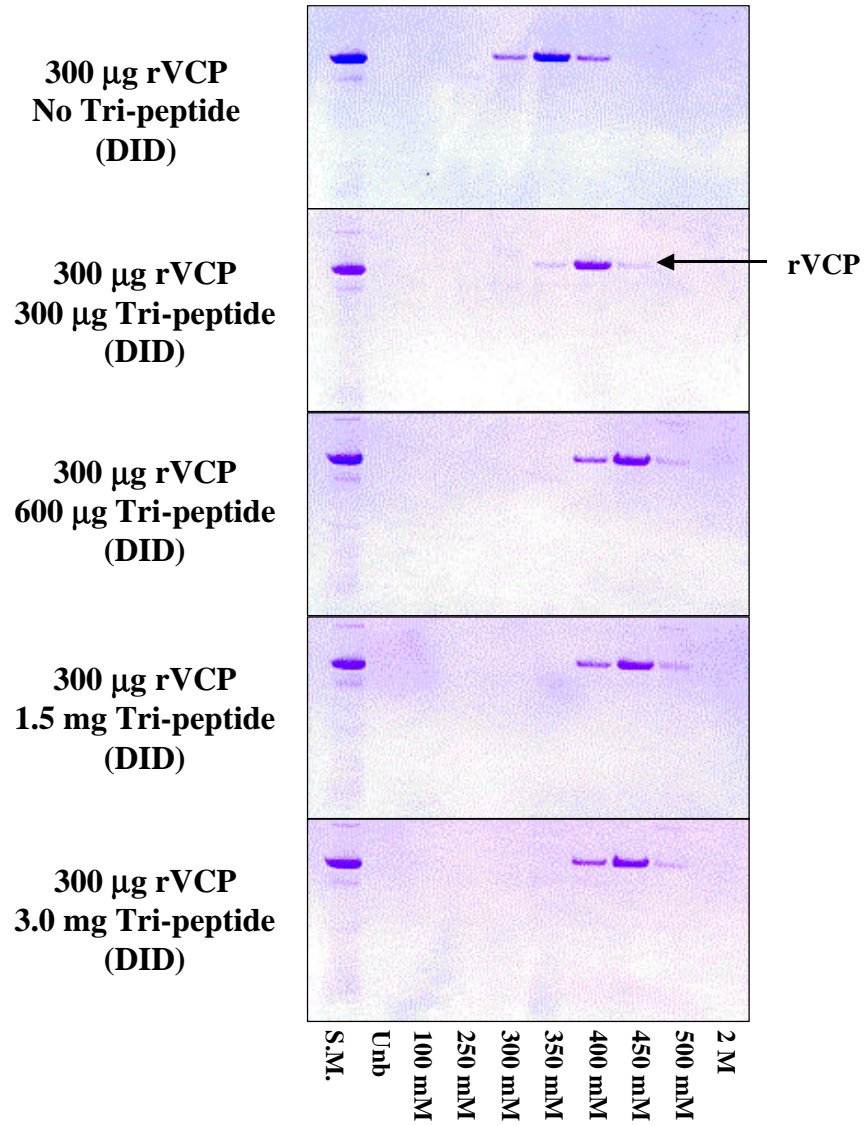 300 µg rVCP
No Tri-peptide
(DID)
300 µg rVCP
300 µg Tri-peptide
(DID)
rVCP
300 µg rVCP
600 µg Tri-peptide
(DID)
300 µg rVCP
1.5 mg Tri-peptide
(DID)
300 µg rVCP
3.0 mg Tri-peptide
(DID)
S.M.
Unb
100 mM
250 mM
300 mM
350 mM
400 mM
450 mM
500 mM
2 M